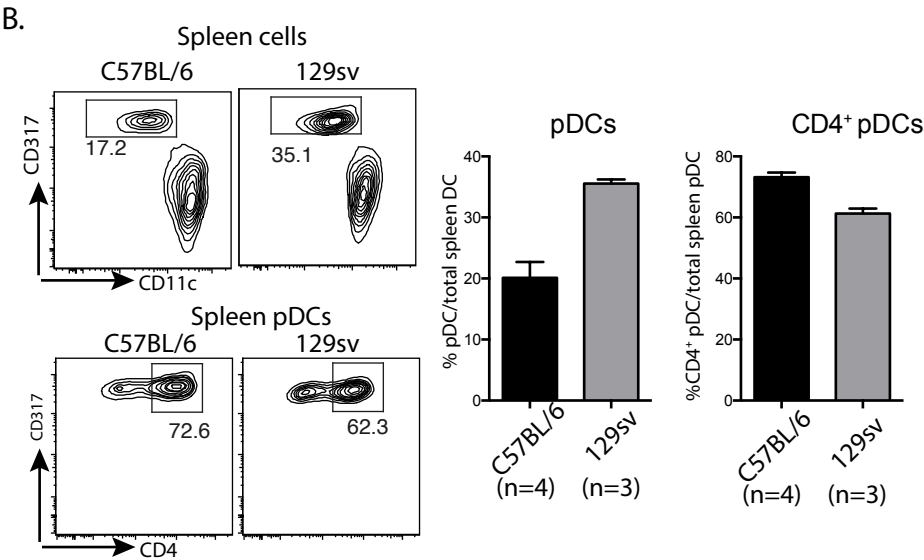 B.
Spleen cells
C57BL/6 129sv
CD317
17.2 35.1
CD11c
Spleen pDCs
C57BL/6 129sv
CD317
72.6 62.3
CD4
pDCs
% pDC/total spleen DC
40
30
20
10
0
C57BL/6 129sv
(n=4) (n=3)
CD4⁺ pDCs
%CD4⁺ pDC/total spleen pDC
80
60
40
20
0
C57BL/6 129sv
(n=4) (n=3)